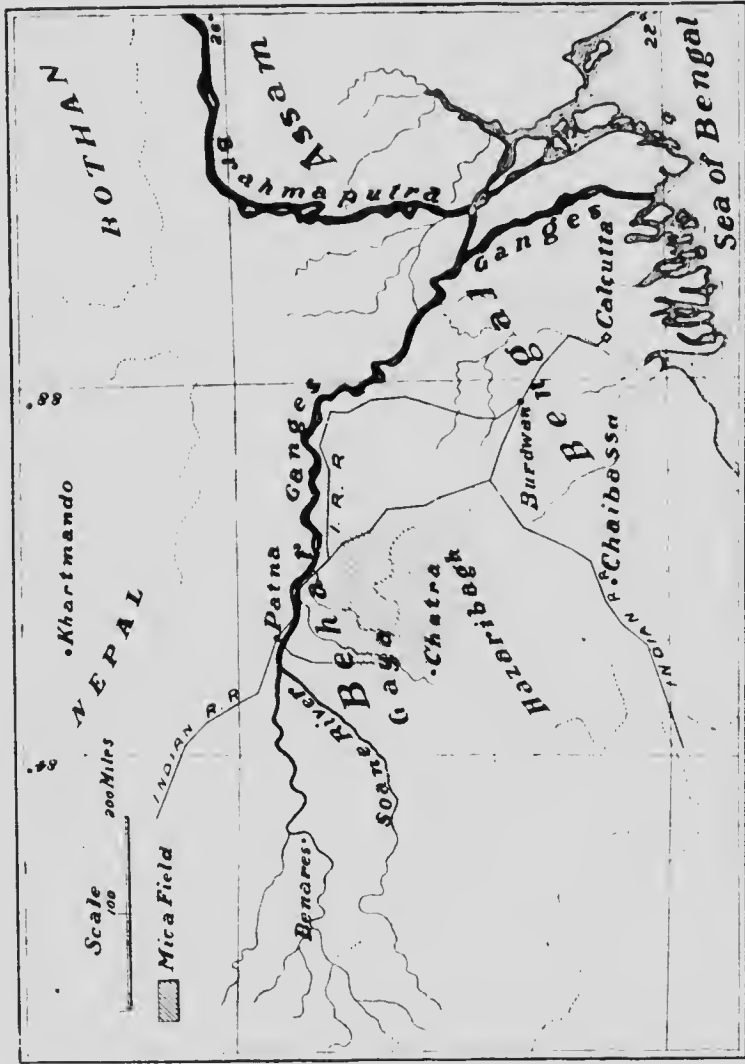 Scale
100 200 Miles
Mica Field
.84
.88
26°
22°
.Khartmando
NEPAL
BOTHAN
Assam
Brahmaputra
INDIAN R.R
Patna
Ganges
I.R.R
Behar
Gaya
River
Soane
Benares
.Chatra
Hazaribagh
Ganges
Bengal
Burdwan
Calcutta
.Chaibassa
INDIAN R.R
Sea of Bengal